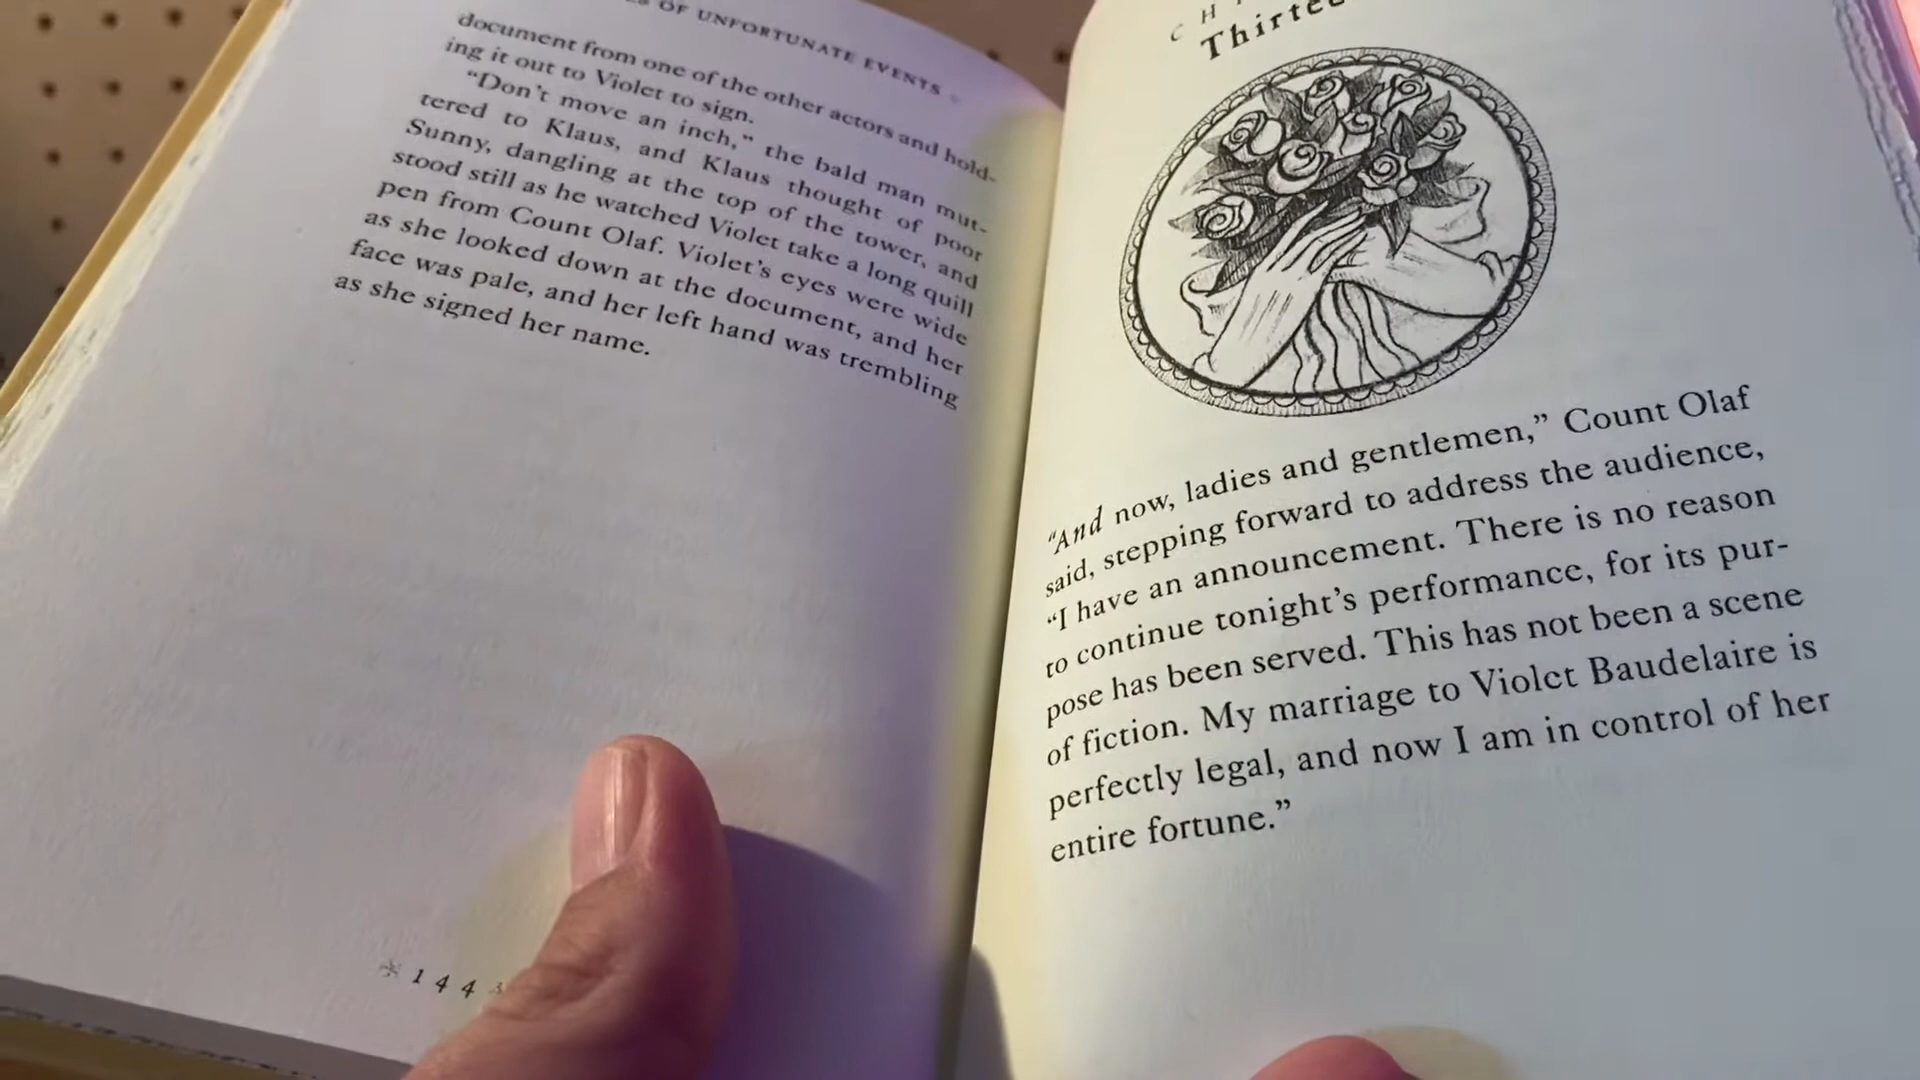 OF UNFORTUNATE EVENTS
document from one of the other actors and hold-
ing it out to Violet to sign.
“Don’t move an inch,” the bald man mut-
tered to Klaus, and Klaus thought of poor
Sunny, dangling at the top of the tower, and
stood still as he watched Violet take a long quill
pen from Count Olaf. Violet’s eyes were wide
as she looked down at the document, and her
face was pale, and her left hand was trembling
as she signed her name.
144
Thirtee
“And now, ladies and gentlemen,” Count Olaf
said, stepping forward to address the audience,
“I have an announcement. There is no reason
to continue tonight’s performance, for its pur-
pose has been served. This has not been a scene
of fiction. My marriage to Violet Baudelaire is
perfectly legal, and now I am in control of her
entire fortune.”